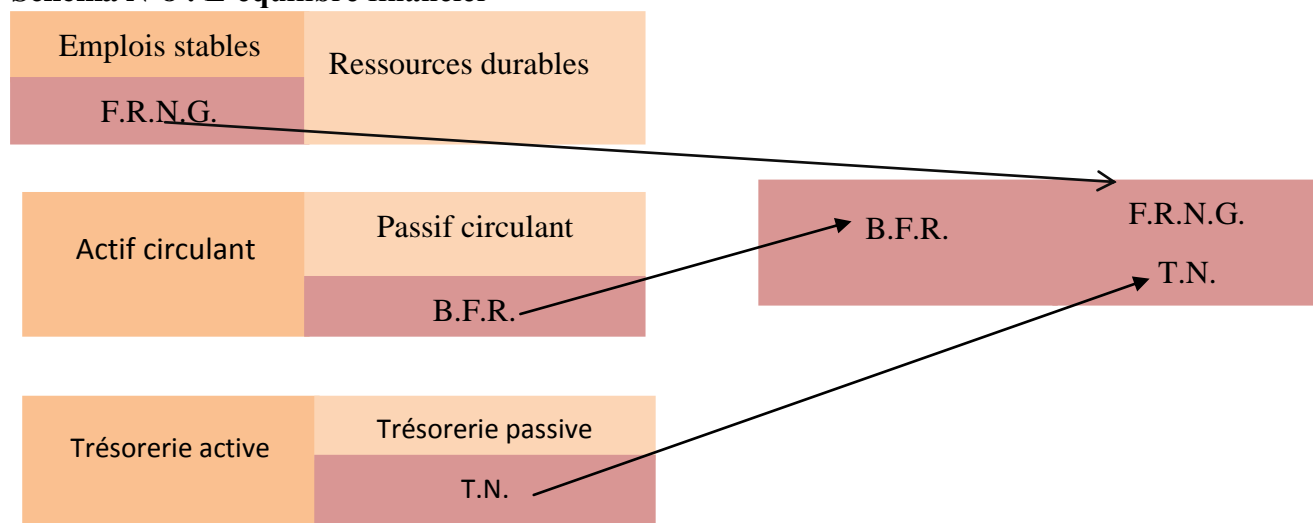 Emplois stables
Ressources durables
F.R.N.G.
Actif circulant
Passif circulant
B.F.R.
B.F.R.
F.R.N.G.
T.N.
Trésorerie active
Trésorerie passive
T.N.